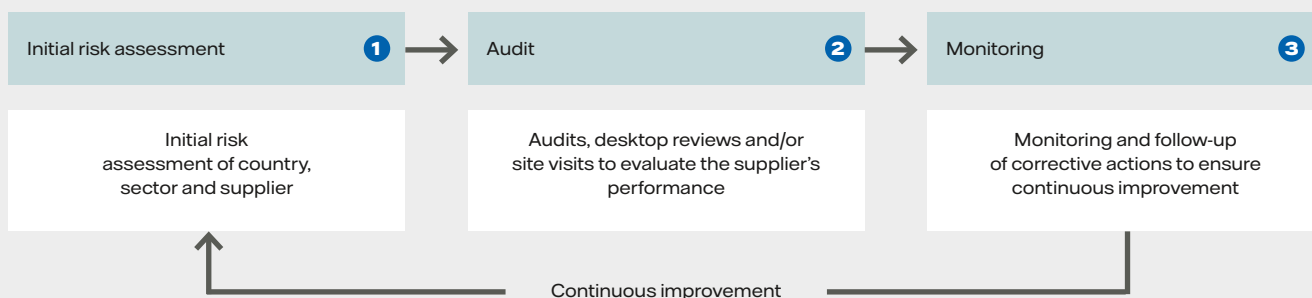 Initial risk assessment 1
Audit 2
Monitoring 3
Initial risk
assessment of country,
sector and supplier
Audits, desktop reviews and/or
site visits to evaluate the supplier's
performance
Monitoring and follow-up
of corrective actions to ensure
continuous improvement
Continuous improvement